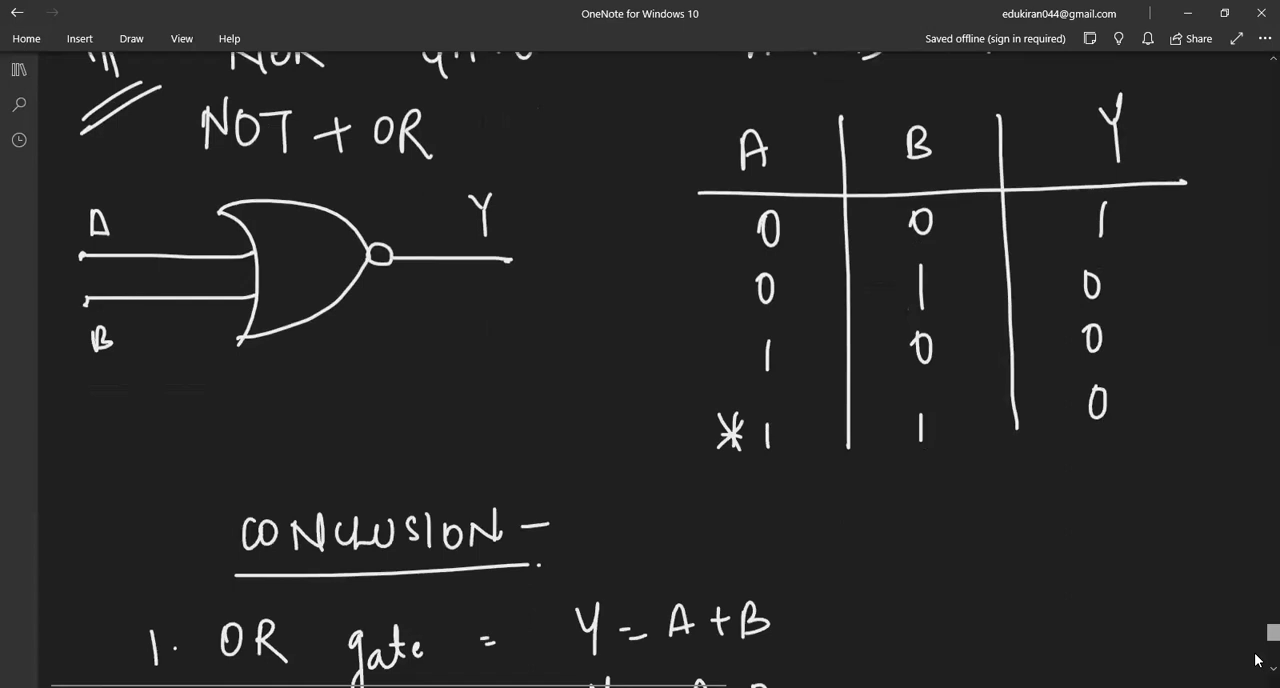 OneNote for Windows 10
edukiran044@gmail.com
Home Insert Draw View Help
Saved offline (sign in required)
Share
NOT + OR
A
B
Y
A B Y
0 0 1
0 1 0
1 0 0
* 1 1 0
CONCLUSION -
1. OR gate = Y = A + B